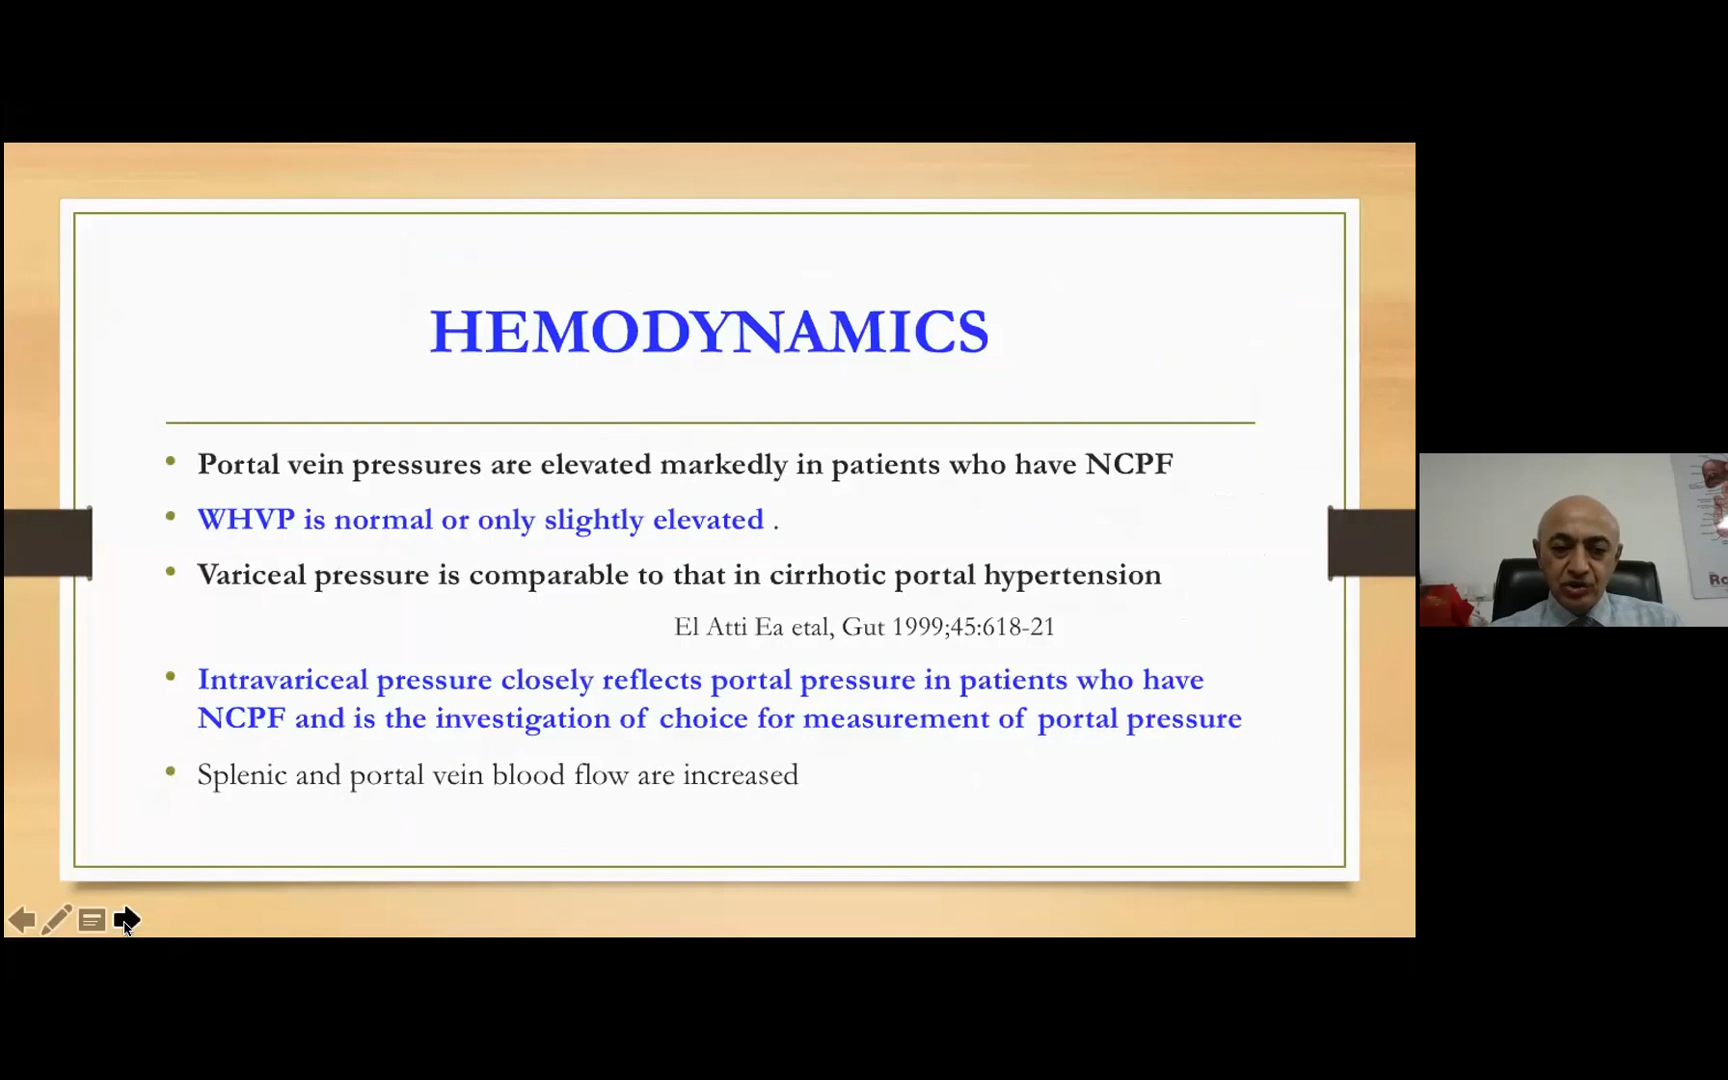 HEMODYNAMICS
• Portal vein pressures are elevated markedly in patients who have NCPF
• WHVP is normal or only slightly elevated .
• Variceal pressure is comparable to that in cirrhotic portal hypertension
El Atti Ea etal, Gut 1999;45:618-21
• Intravariceal pressure closely reflects portal pressure in patients who have
NCPF and is the investigation of choice for measurement of portal pressure
• Splenic and portal vein blood flow are increased